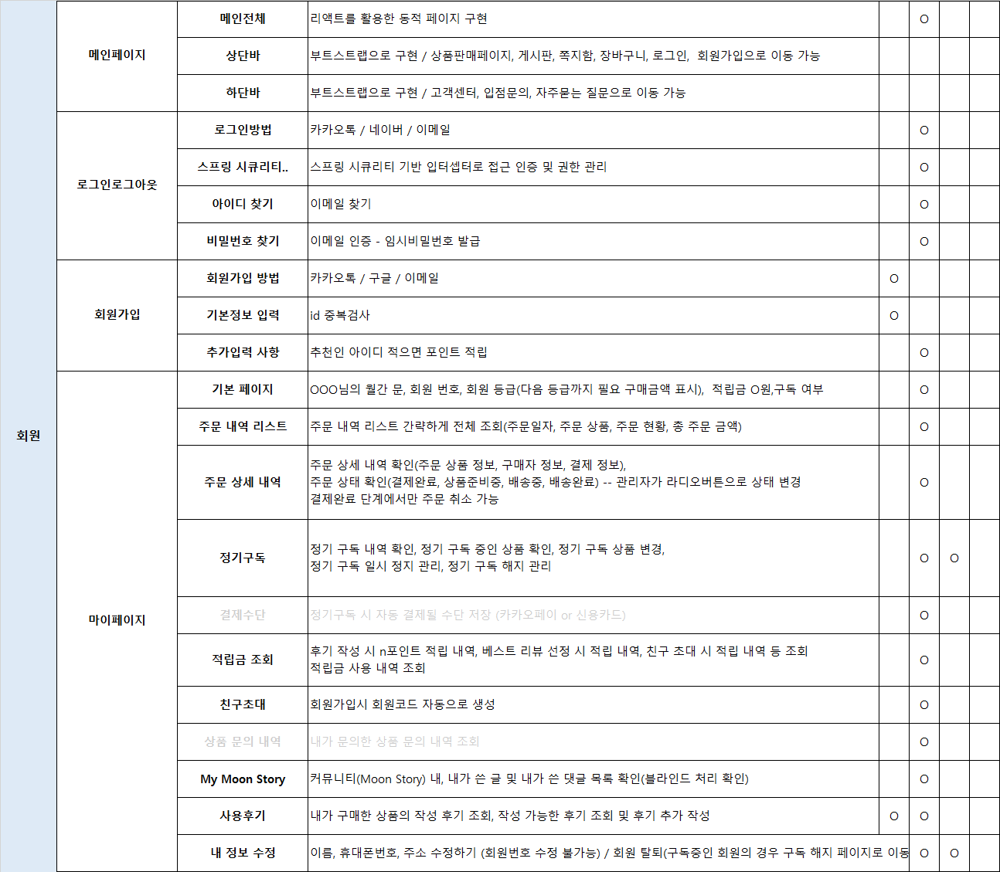 회원
메인페이지
메인전체
리액트를 활용한 동적 페이지 구현
O
상단바
부트스트랩으로 구현 / 상품판매페이지, 게시판, 쪽지함, 장바구니, 로그인,  회원가입으로 이동 가능
하단바
부트스트랩으로 구현 / 고객센터, 입점문의, 자주묻는 질문으로 이동 가능
로그인로그아웃
로그인방법
카카오톡 / 네이버 / 이메일
O
스프링 시큐리티..
스프링 시큐리티 기반 입터셉터로 접근 인증 및 권한 관리
O
아이디 찾기
이메일 찾기
O
비밀번호 찾기
이메일 인증 - 임시비밀번호 발급
O
회원가입
회원가입 방법
카카오톡 / 구글 / 이메일
O
기본정보 입력
id 중복검사
O
추가입력 사항
추천인 아이디 적으면 포인트 적립
O
마이페이지
기본 페이지
OOO님의 월간 문, 회원 번호, 회원 등급(다음 등급까지 필요 구매금액 표시),  적립금 O원,구독 여부
O
주문 내역 리스트
주문 내역 리스트 간략하게 전체 조회(주문일자, 주문 상품, 주문 현황, 총 주문 금액)
O
주문 상세 내역
주문 상세 내역 확인(주문 상품 정보, 구매자 정보, 결제 정보),
주문 상태 확인(결제완료, 상품준비중, 배송중, 배송완료) -- 관리자가 라디오버튼으로 상태 변경
결제완료 단계에서만 주문 취소 가능
O
정기구독
정기 구독 내역 확인, 정기 구독 중인 상품 확인, 정기 구독 상품 변경,
정기 구독 일시 정지 관리, 정기 구독 해지 관리
O O
결제수단
정기구독 시 자동 결제될 수단 저장 (카카오페이 or 신용카드)
O
적립금 조회
후기 작성 시 n포인트 적립 내역, 베스트 리뷰 선정 시 적립 내역, 친구 초대 시 적립 내역 등 조회
적립금 사용 내역 조회
O
친구초대
회원가입시 회원코드 자동으로 생성
O
상품 문의 내역
내가 문의한 상품 문의 내역 조회
O
My Moon Story
커뮤니티(Moon Story) 내, 내가 쓴 글 및 내가 쓴 댓글 목록 확인(블라인드 처리 확인)
O
사용후기
내가 구매한 상품의 작성 후기 조회, 작성 가능한 후기 조회 및 후기 추가 작성
O O
내 정보 수정
이름, 휴대폰번호, 주소 수정하기 (회원번호 수정 불가능) / 회원 탈퇴(구독중인 회원의 경우 구독 해지 페이지로 이동
O O